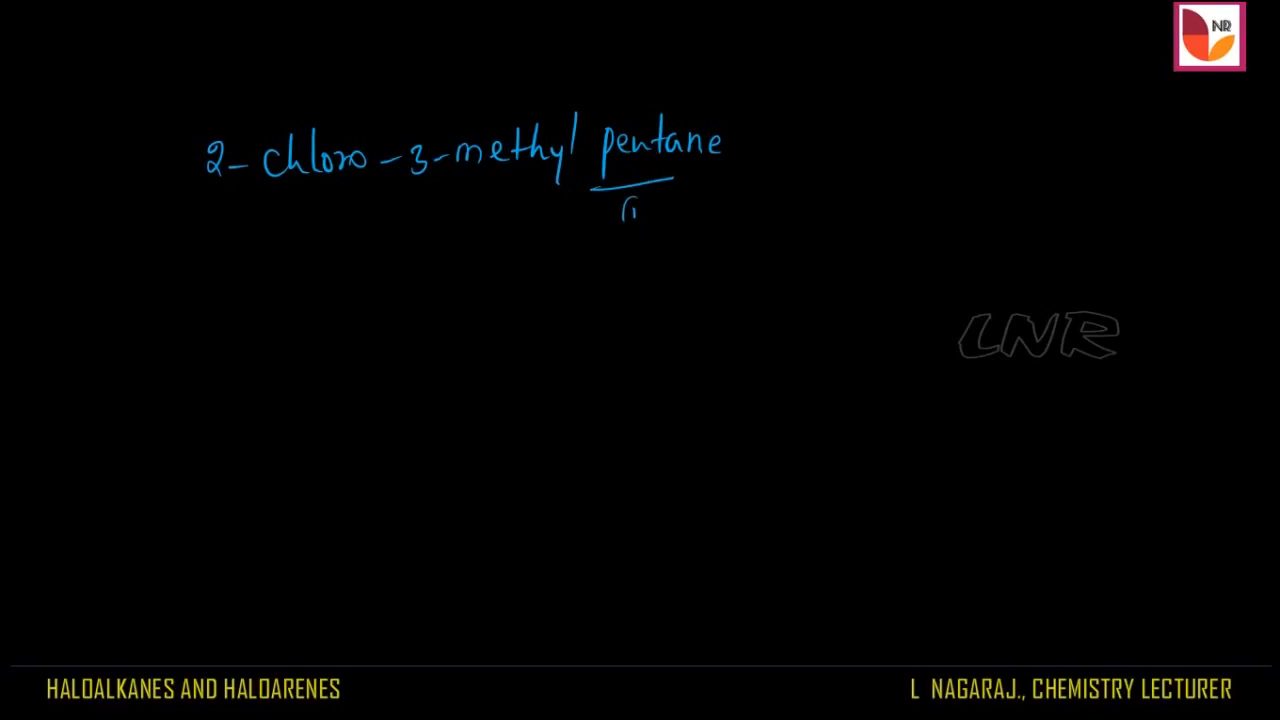 NR
2- chloro -3-methyl pentane
LNR
HALOALKANES AND HALOARENES
L NAGARAJ., CHEMISTRY LECTURER